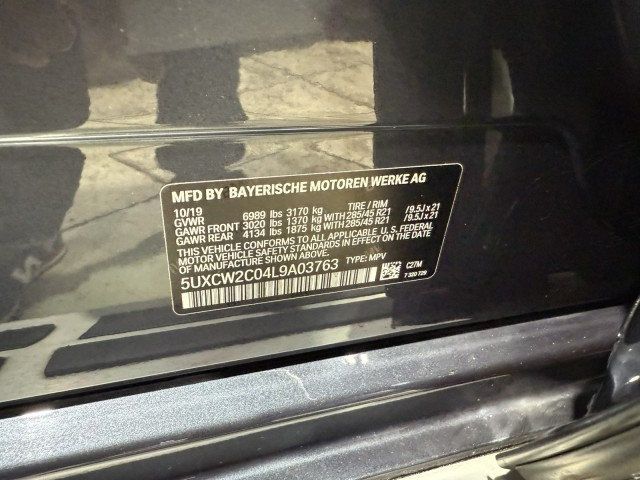 MFD BY BAYERISCHE MOTOREN WERKE AG
10/19
GVWR 6989 lbs 3170 kg TIRE / RIM
GAWR FRONT 3020 lbs 1370 kg WITH 285/45 R21 /9.5J x 21
GAWR REAR 4134 lbs 1875 kg WITH 285/45 R21 /9.5J x 21
THIS VEHICLE CONFORMS TO ALL APPLICABLE U.S. FEDERAL
MOTOR VEHICLE SAFETY STANDARDS IN EFFECT ON THE DATE
OF MANUFACTURE SHOWN ABOVE.
5UXCW2C04L9A03763 TYPE: MPV
C27M
7 320 729